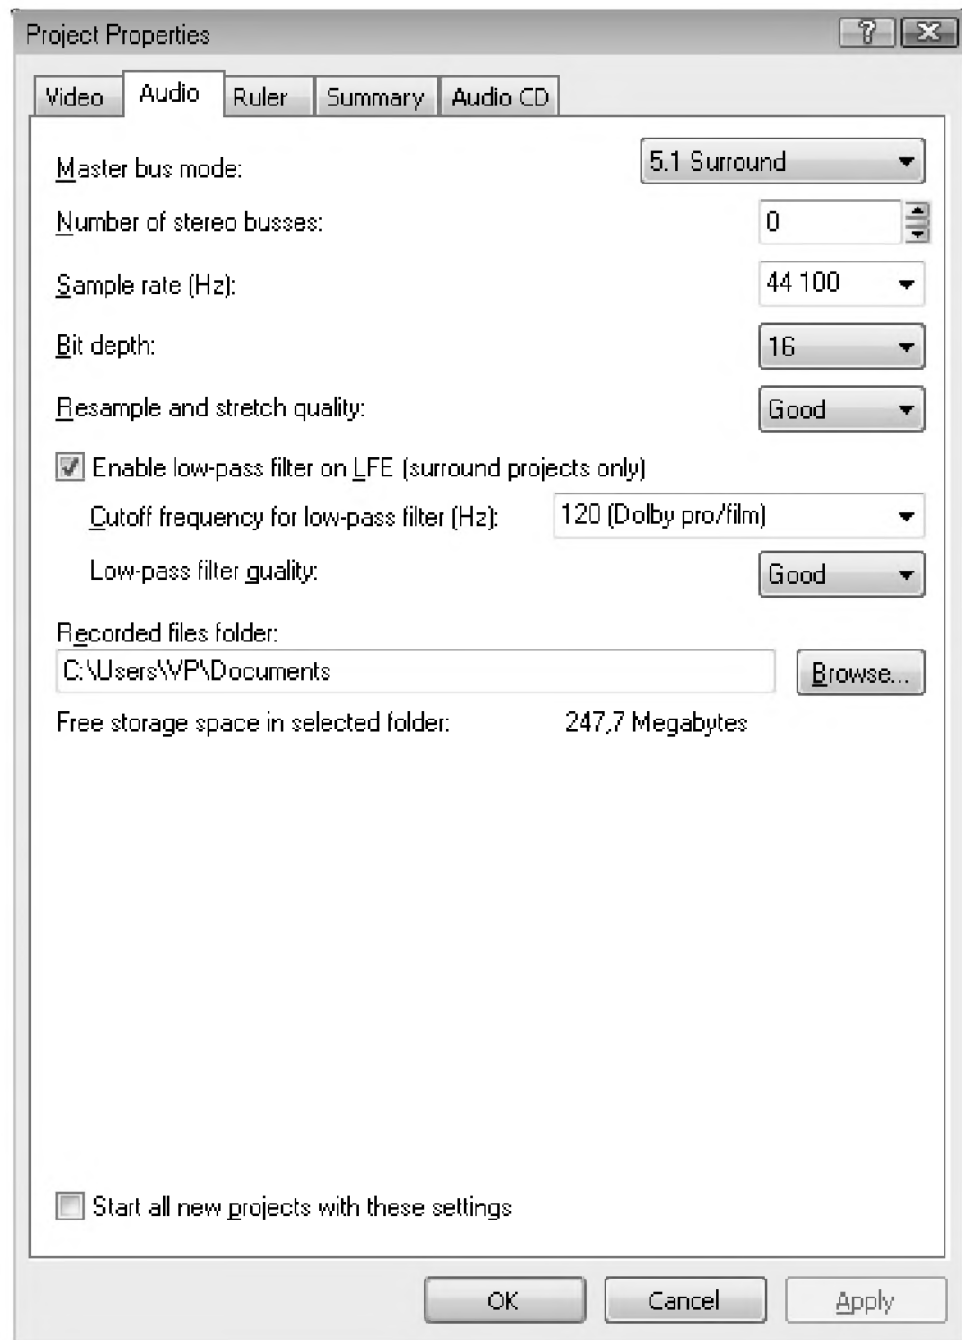 Project Properties
Video Audio Ruler Summary Audio CD
Master bus mode: 5.1 Surround
Number of stereo busses: 0
Sample rate (Hz): 44 100
Bit depth: 16
Resample and stretch quality: Good
Enable low-pass filter on LFE (surround projects only)
Cutoff frequency for low-pass filter (Hz): 120 (Dolby pro/film)
Low-pass filter quality: Good
Recorded files folder:
C:\Users\VP\Documents Browse...
Free storage space in selected folder: 247,7 Megabytes
Start all new projects with these settings
OK Cancel Apply